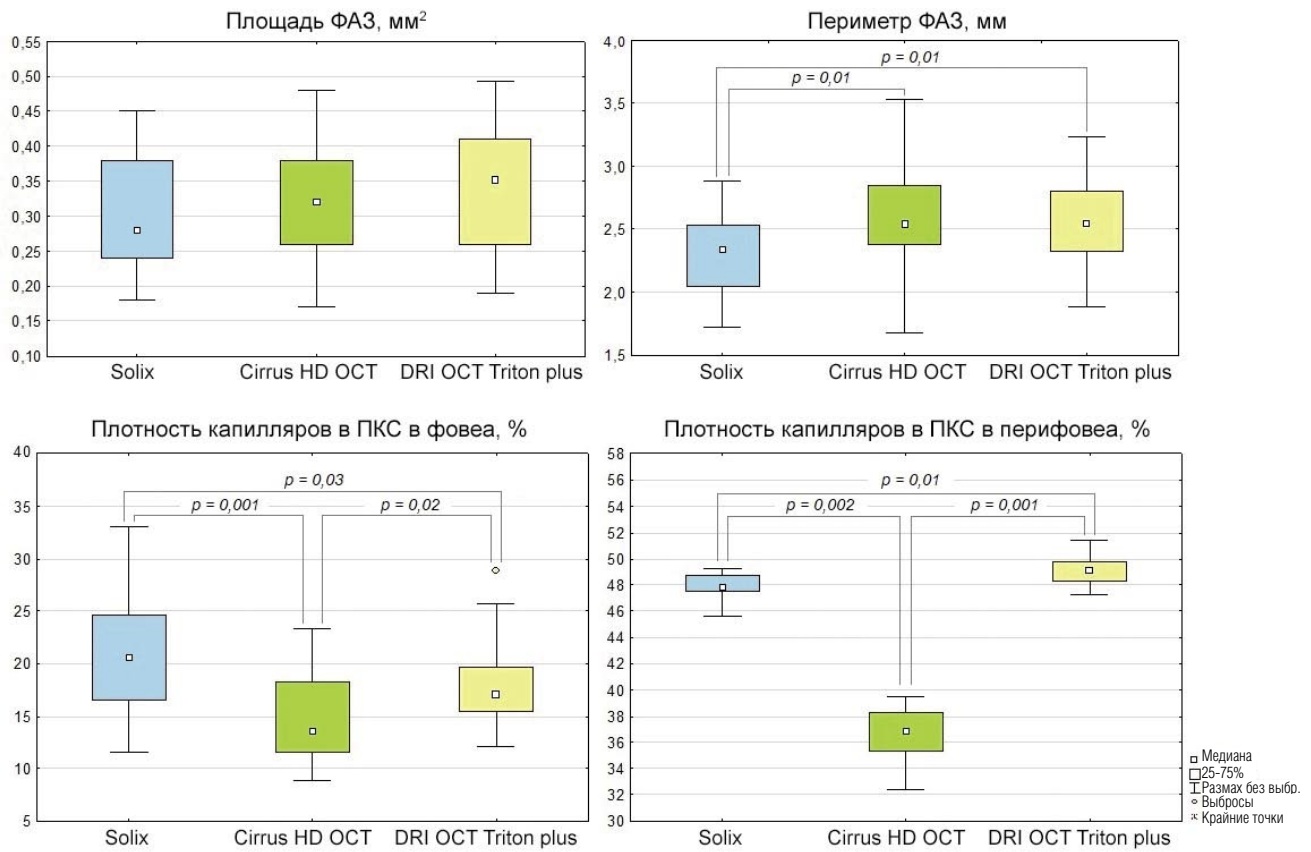 Площадь ФАЗ, мм²
0,55
0,50
0,45
0,40
0,35
0,30
0,25
0,20
0,15
0,10
Solix Cirrus HD OCT DRI OCT Triton plus
Периметр ФАЗ, мм
4,0
3,5
3,0
2,5
2,0
1,5
p = 0,01
p = 0,01
Solix Cirrus HD OCT DRI OCT Triton plus
Плотность капилляров в ПКС в фовеа, %
40
35
30
25
20
15
10
5
p = 0,03
p = 0,001 p = 0,02
Solix Cirrus HD OCT DRI OCT Triton plus
Плотность капилляров в ПКС в перифовеа, %
58
56
54
52
50
48
46
44
42
40
38
36
34
32
30
p = 0,01
p = 0,002 p = 0,001
Solix Cirrus HD OCT DRI OCT Triton plus
Медиана
25-75%
Размах без выбр.
Выбросы
Крайние точки